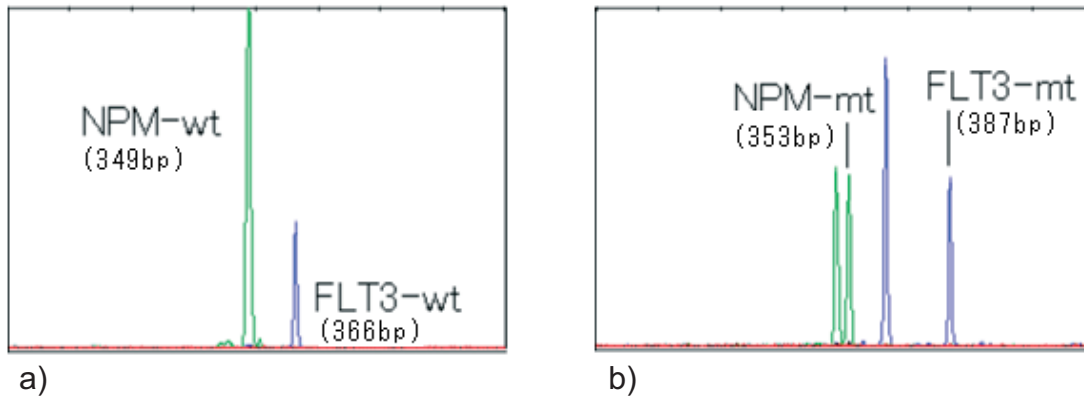 NPM-wt
(349bp)
FLT3-wt
(366bp)
a)
NPM-mt
(353bp)
FLT3-mt
(387bp)
b)